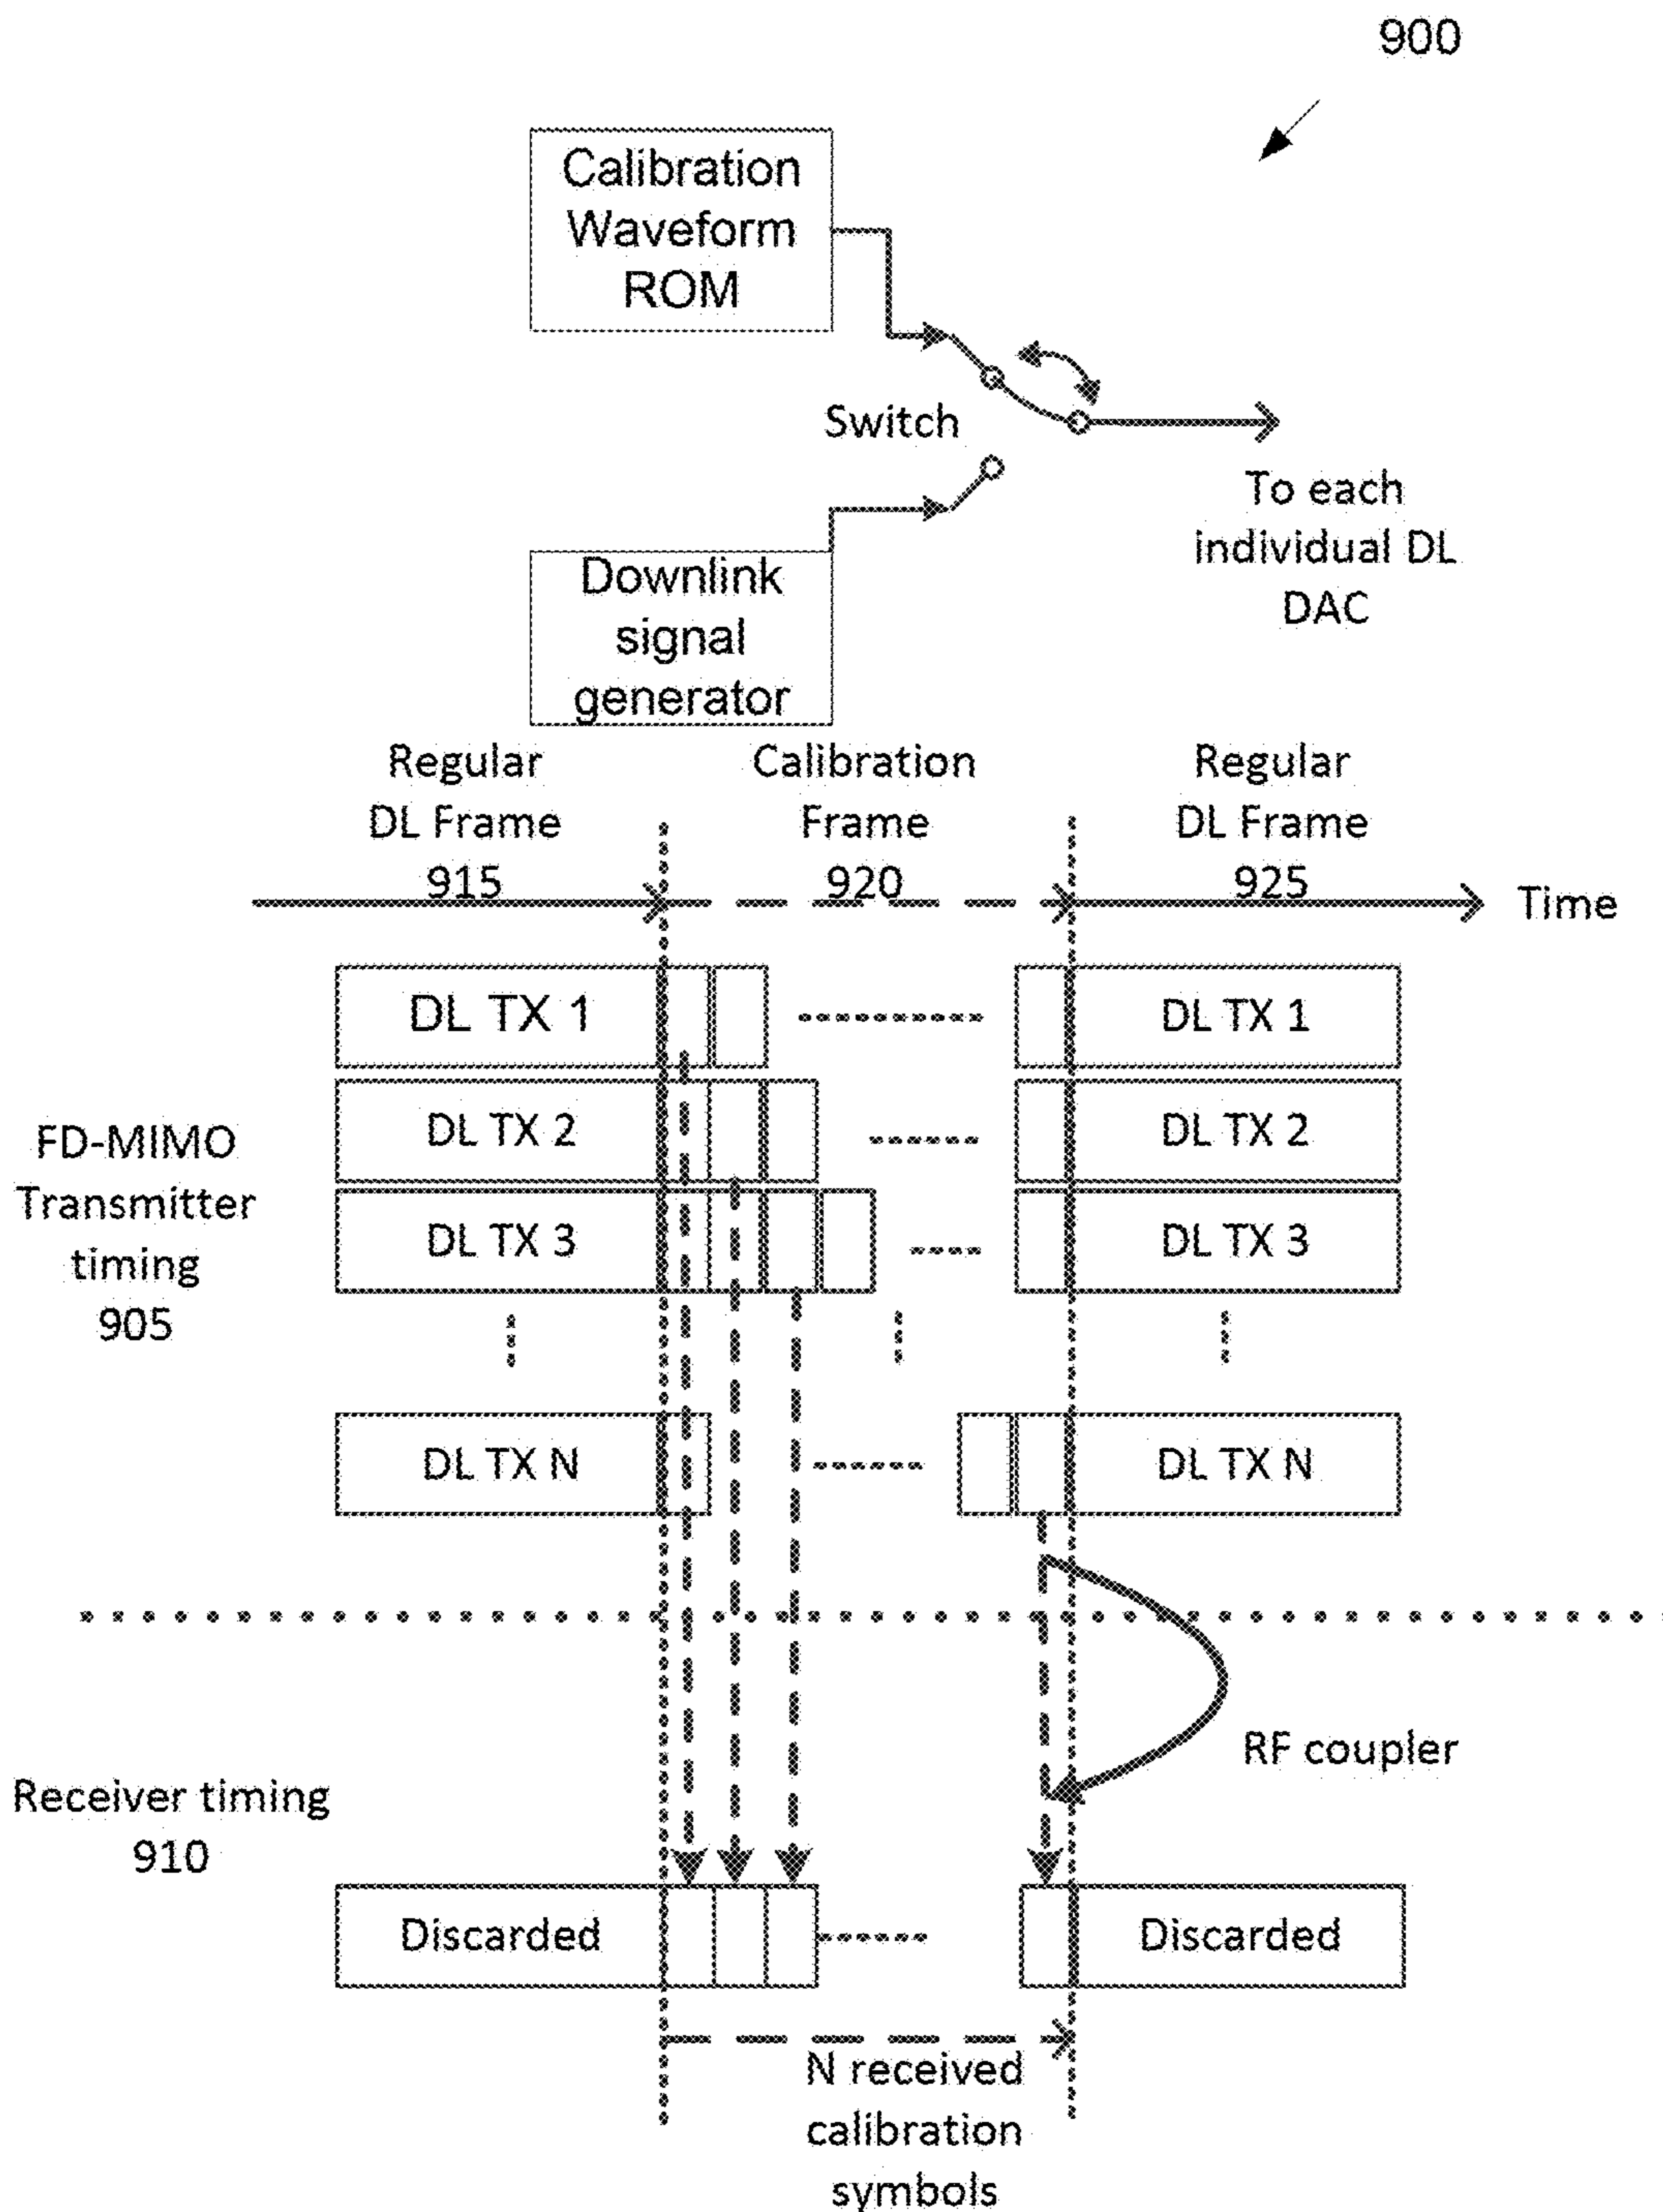 900
Calibration
Waveform
ROM
Switch
To each
individual DL
DAC
Downlink
signal
generator
Regular
DL Frame
915
Calibration
Frame
920
Regular
DL Frame
925
Time
DL TX 1
DL TX 1
DL TX 2
DL TX 2
FD-MIMO
Transmitter
timing
905
DL TX 3
DL TX 3
DL TX N
DL TX N
RF coupler
Receiver timing
910
Discarded
Discarded
N received
calibration
symbols